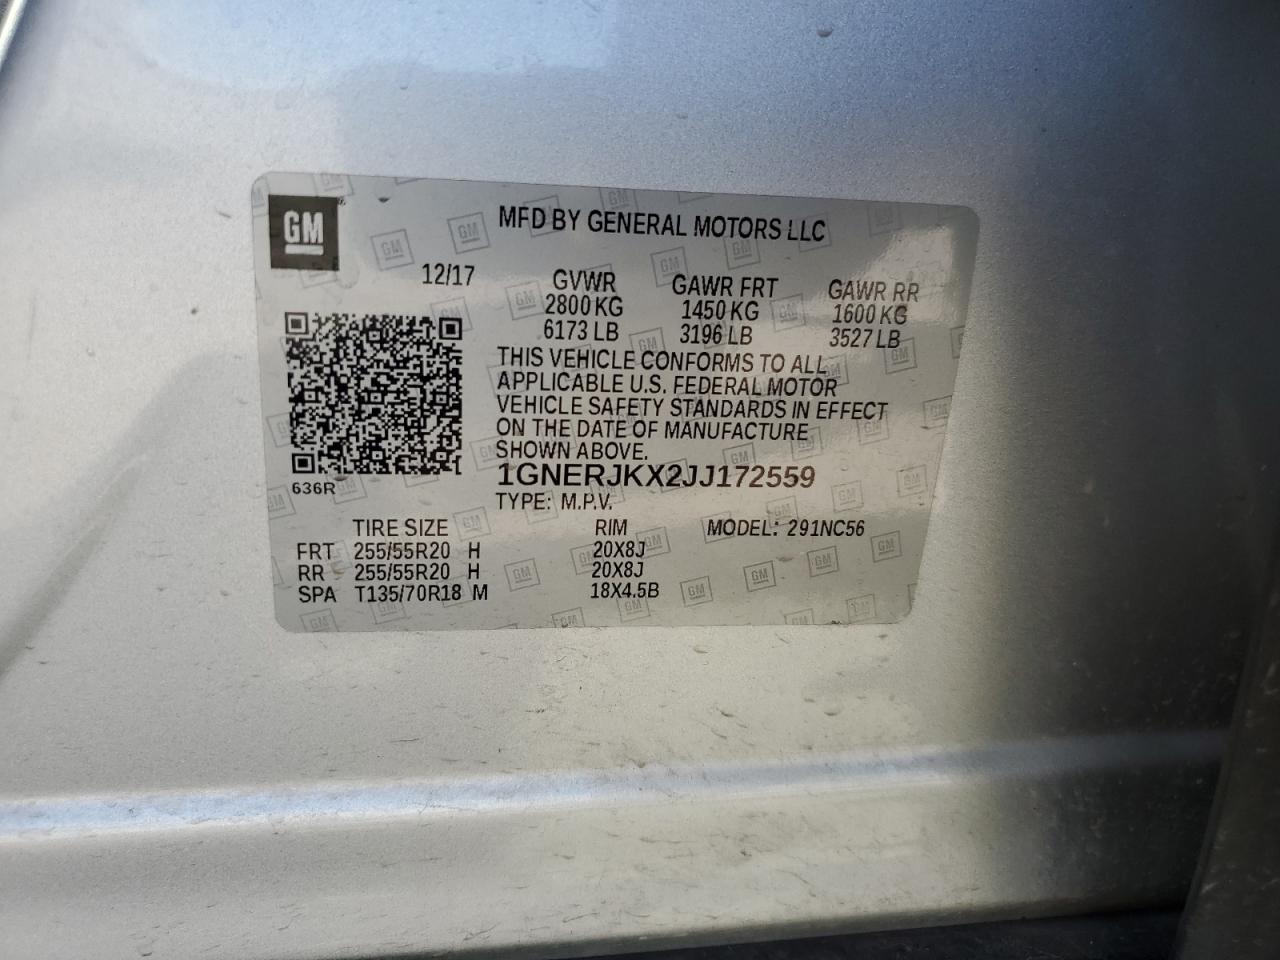 GM
MFD BY GENERAL MOTORS LLC
12/17
GVWR GAWR FRT GAWR RR
2800 KG 1450 KG 1600 KG
6173 LB 3196 LB 3527 LB
THIS VEHICLE CONFORMS TO ALL
APPLICABLE U.S. FEDERAL MOTOR
VEHICLE SAFETY STANDARDS IN EFFECT
ON THE DATE OF MANUFACTURE
SHOWN ABOVE.
636R
1GNERJKX2JJ172559
TYPE: M.P.V.
TIRE SIZE RIM MODEL: 291NC56
FRT 255/55R20 H 20X8J
RR 255/55R20 H 20X8J
SPA T135/70R18 M 18X4.5B